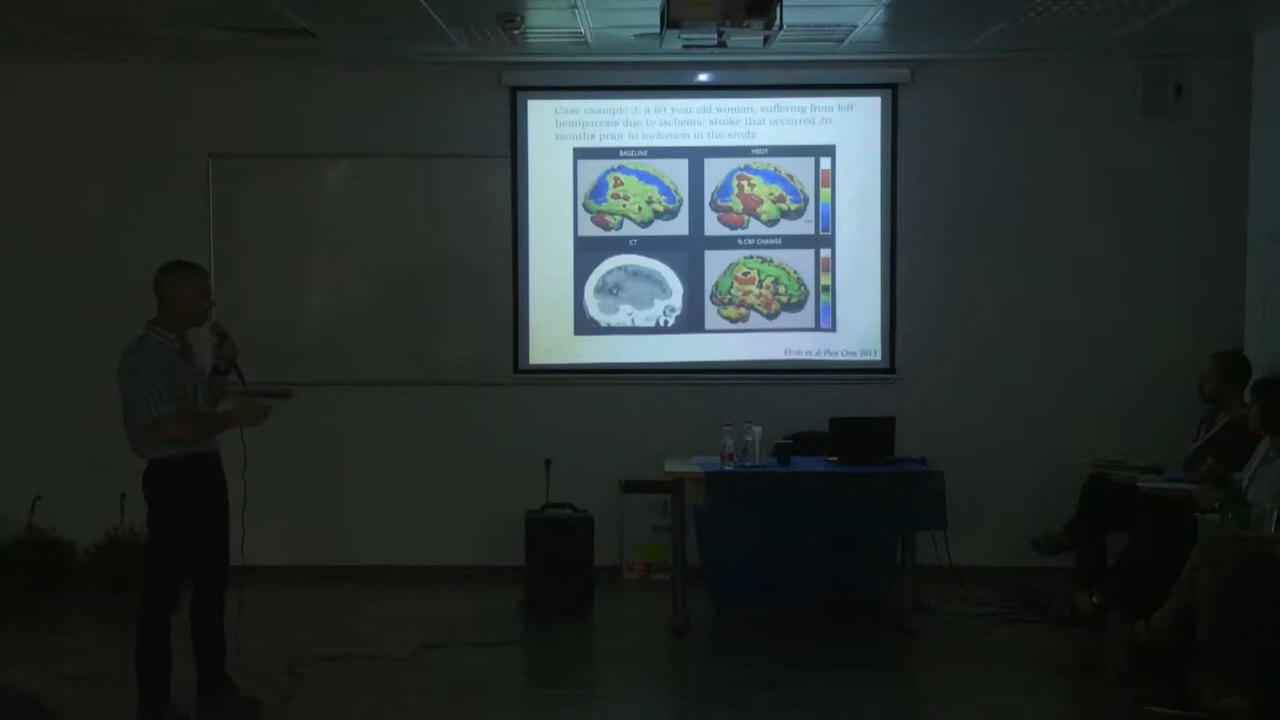 Case example 3: a 64 year old woman, suffering from left
hemiparesis due to ischemic stroke that occurred 26
months prior to inclusion in the study
BASELINE
HBOT
CT
% CBF CHANGE
Efrati et al. Plos One 2013